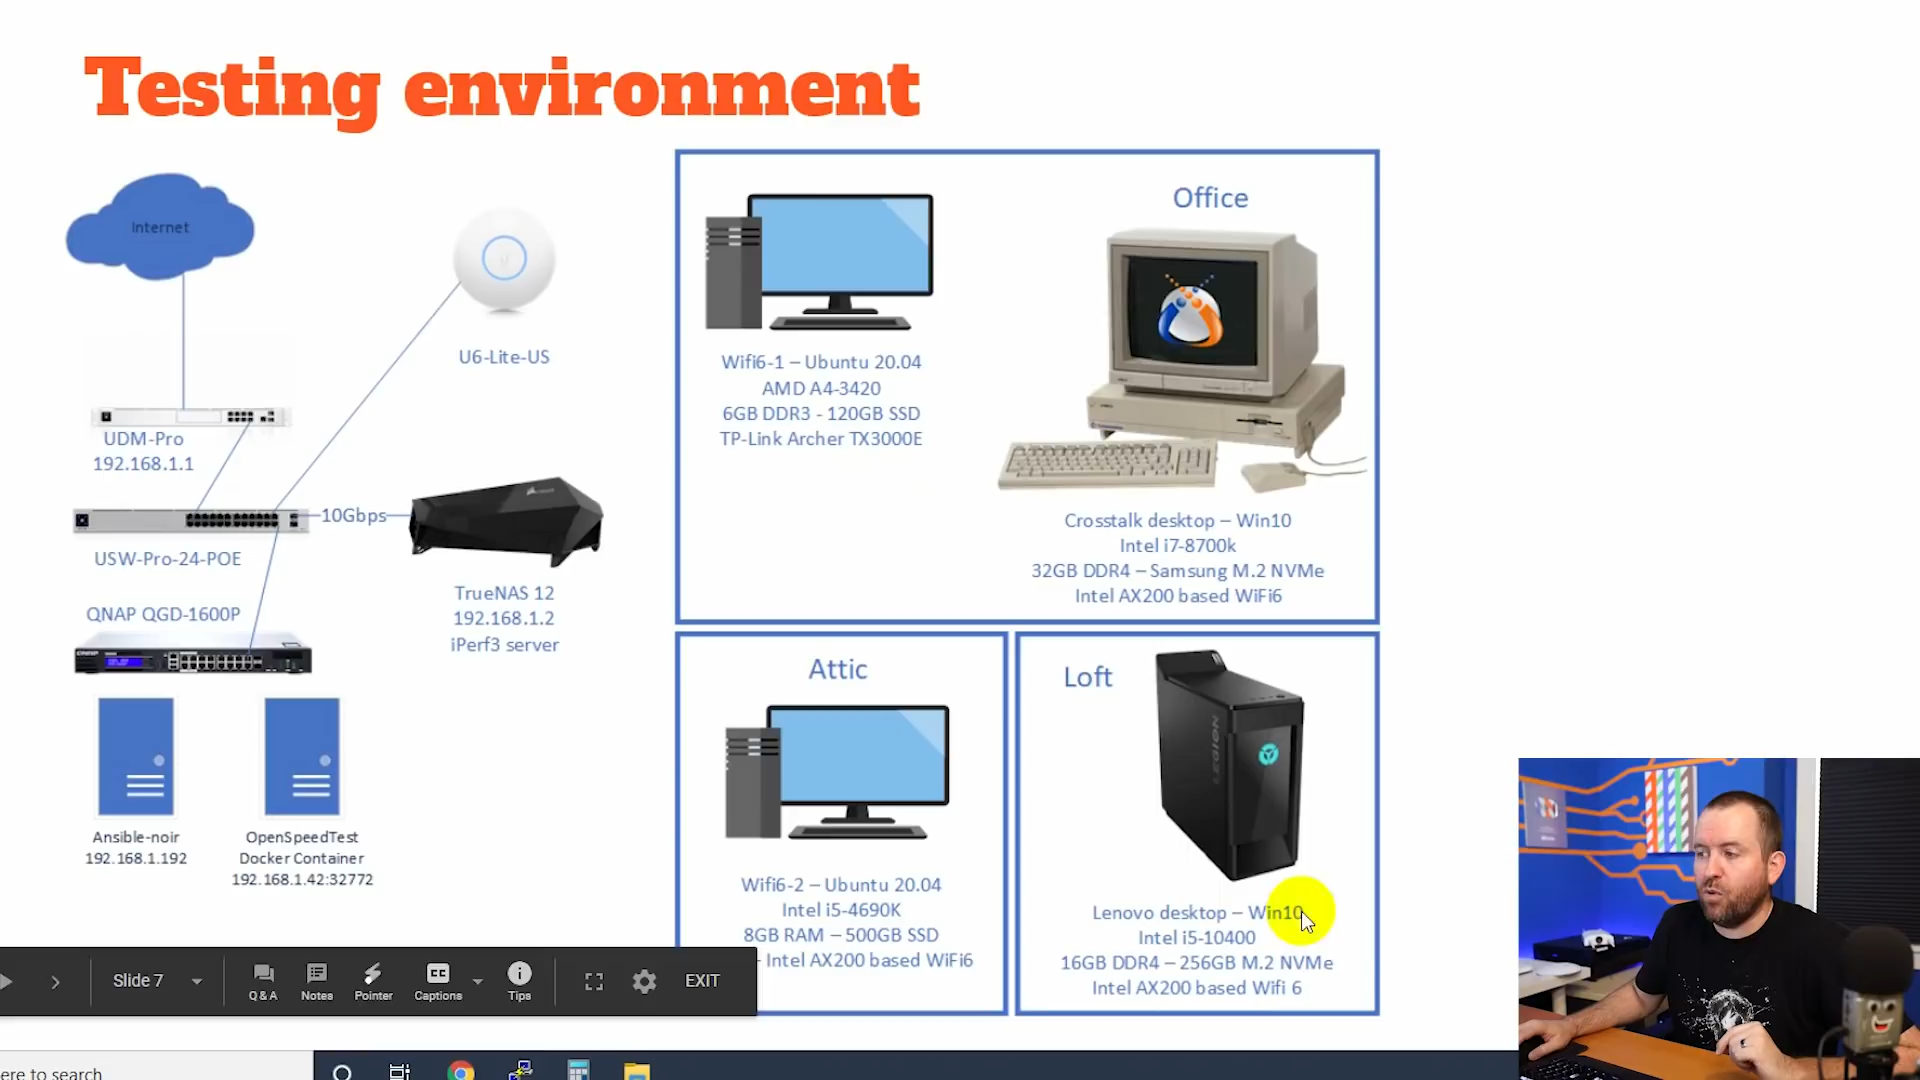 Testing environment
Internet
U6-Lite-US
UDM-Pro
192.168.1.1
10Gbps
USW-Pro-24-POE
TrueNAS 12
192.168.1.2
iPerf3 server
QNAP QGD-1600P
Ansible-noir
192.168.1.192
OpenSpeedTest
Docker Container
192.168.1.42:32772
Office
Wifi6-1 – Ubuntu 20.04
AMD A4-3420
6GB DDR3 - 120GB SSD
TP-Link Archer TX3000E
Crosstalk desktop – Win10
Intel i7-8700k
32GB DDR4 – Samsung M.2 NVMe
Intel AX200 based WiFi6
Attic
Wifi6-2 – Ubuntu 20.04
Intel i5-4690K
8GB RAM – 500GB SSD
- Intel AX200 based WiFi6
Loft
LEGION
Lenovo desktop – Win10
Intel i5-10400
16GB DDR4 – 256GB M.2 NVMe
Intel AX200 based Wifi 6
Slide 7
Q & A
Notes
Pointer
CC
Captions
Tips
EXIT
ere to search